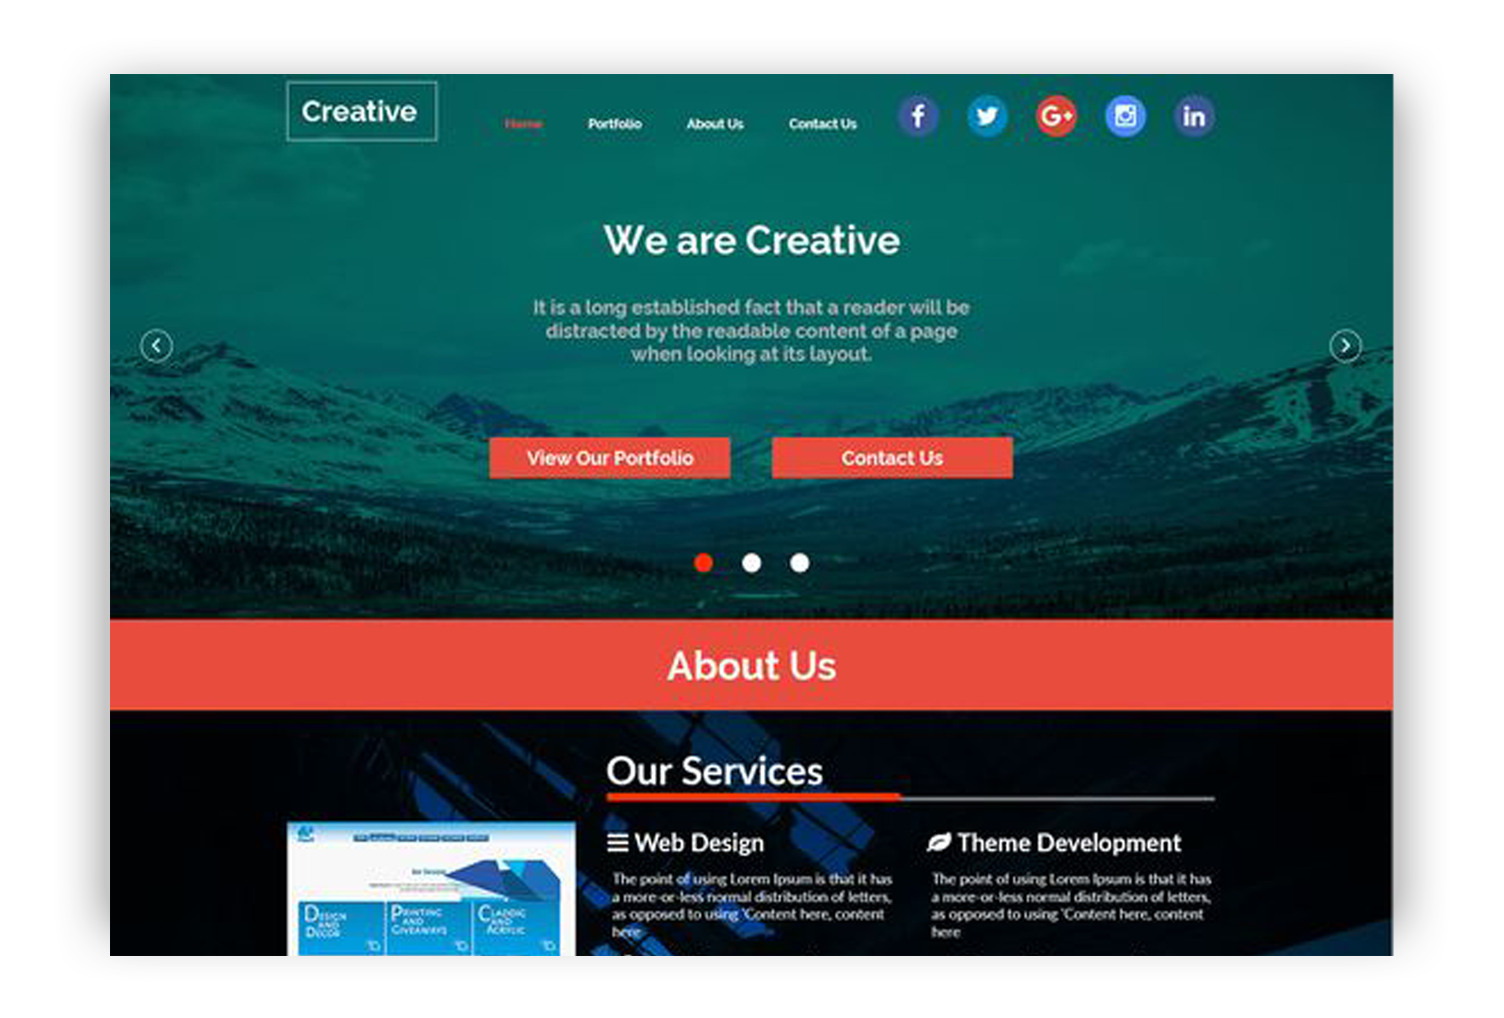 Creative
Home
Portfolio
About Us
Contact Us
f
G+
in
We are Creative
It is a long established fact that a reader will be
distracted by the readable content of a page
when looking at its layout.
View Our Portfolio
Contact Us
About Us
Our Services
Web Design
The point of using Lorem Ipsum is that it has
a more-or-less normal distribution of letters,
as opposed to using 'Content here, content
here
Theme Development
The point of using Lorem Ipsum is that it has
a more-or-less normal distribution of letters,
as opposed to using 'Content here, content
here
Design
and
Decor
Printing
and
Giveaways
Classic
and
Acrylic